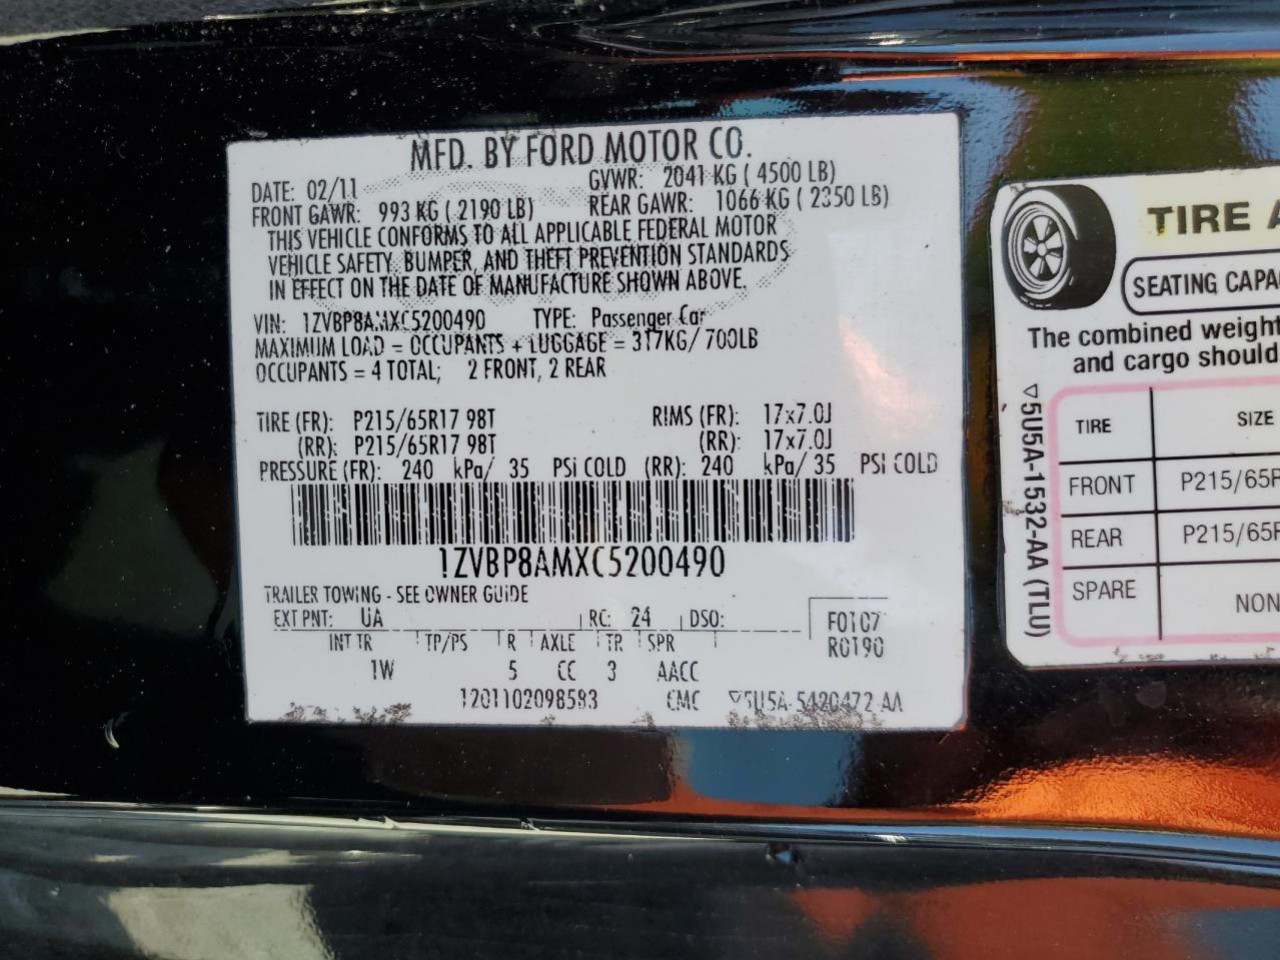 MFD. BY FORD MOTOR CO.
DATE: 02/11
GVWR: 2041 KG ( 4500 LB)
FRONT GAWR: 993 KG ( 2190 LB)
REAR GAWR: 1066 KG ( 2350 LB)
THIS VEHICLE CONFORMS TO ALL APPLICABLE FEDERAL MOTOR
VEHICLE SAFETY, BUMPER, AND THEFT PREVENTION STANDARDS
IN EFFECT ON THE DATE OF MANUFACTURE SHOWN ABOVE.
VIN: 1ZVBP8AMXC5200490 TYPE: Passenger Car
MAXIMUM LOAD = OCCUPANTS + LUGGAGE = 317KG/ 700LB
OCCUPANTS = 4 TOTAL; 2 FRONT, 2 REAR
TIRE (FR): P215/65R17 98T RIMS (FR): 17x7.0J
(RR): P215/65R17 98T (RR): 17x7.0J
PRESSURE (FR): 240 kPa/ 35 PSI COLD (RR): 240 kPa/ 35 PSI COLD
1ZVBP8AMXC5200490
TRAILER TOWING - SEE OWNER GUIDE
EXT PNT: UA RC: 24 DSO:
F0107
R0190
INT TR TP/PS R AXLE TR SPR
1W 5 CC 3 AACC
1201102098583 CMC ▽5U5A-5420472-AA
TIRE A
SEATING CAPA
The combined weight
and cargo should
▽5U5A-1532-AA (TLU)
TIRE SIZE
FRONT P215/65R
REAR P215/65R
SPARE NON